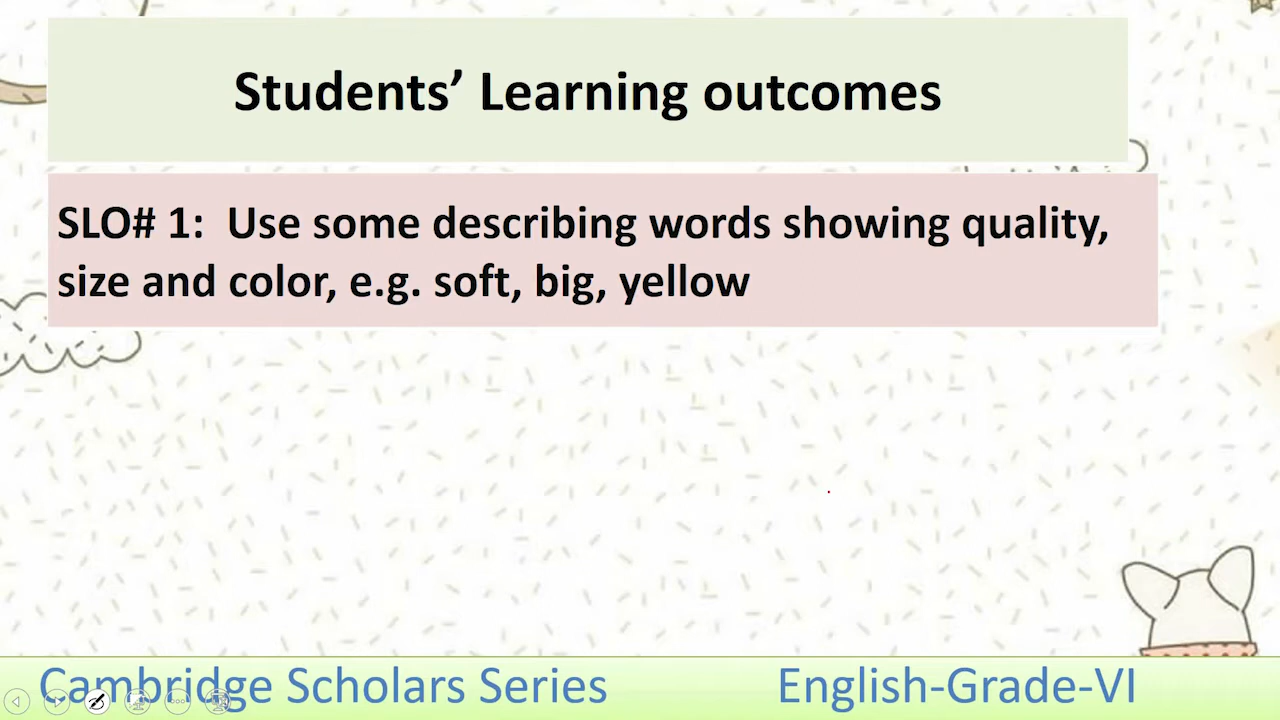 Students’ Learning outcomes
SLO# 1:  Use some describing words showing quality,
size and color, e.g. soft, big, yellow
Cambridge Scholars Series
English-Grade-VI